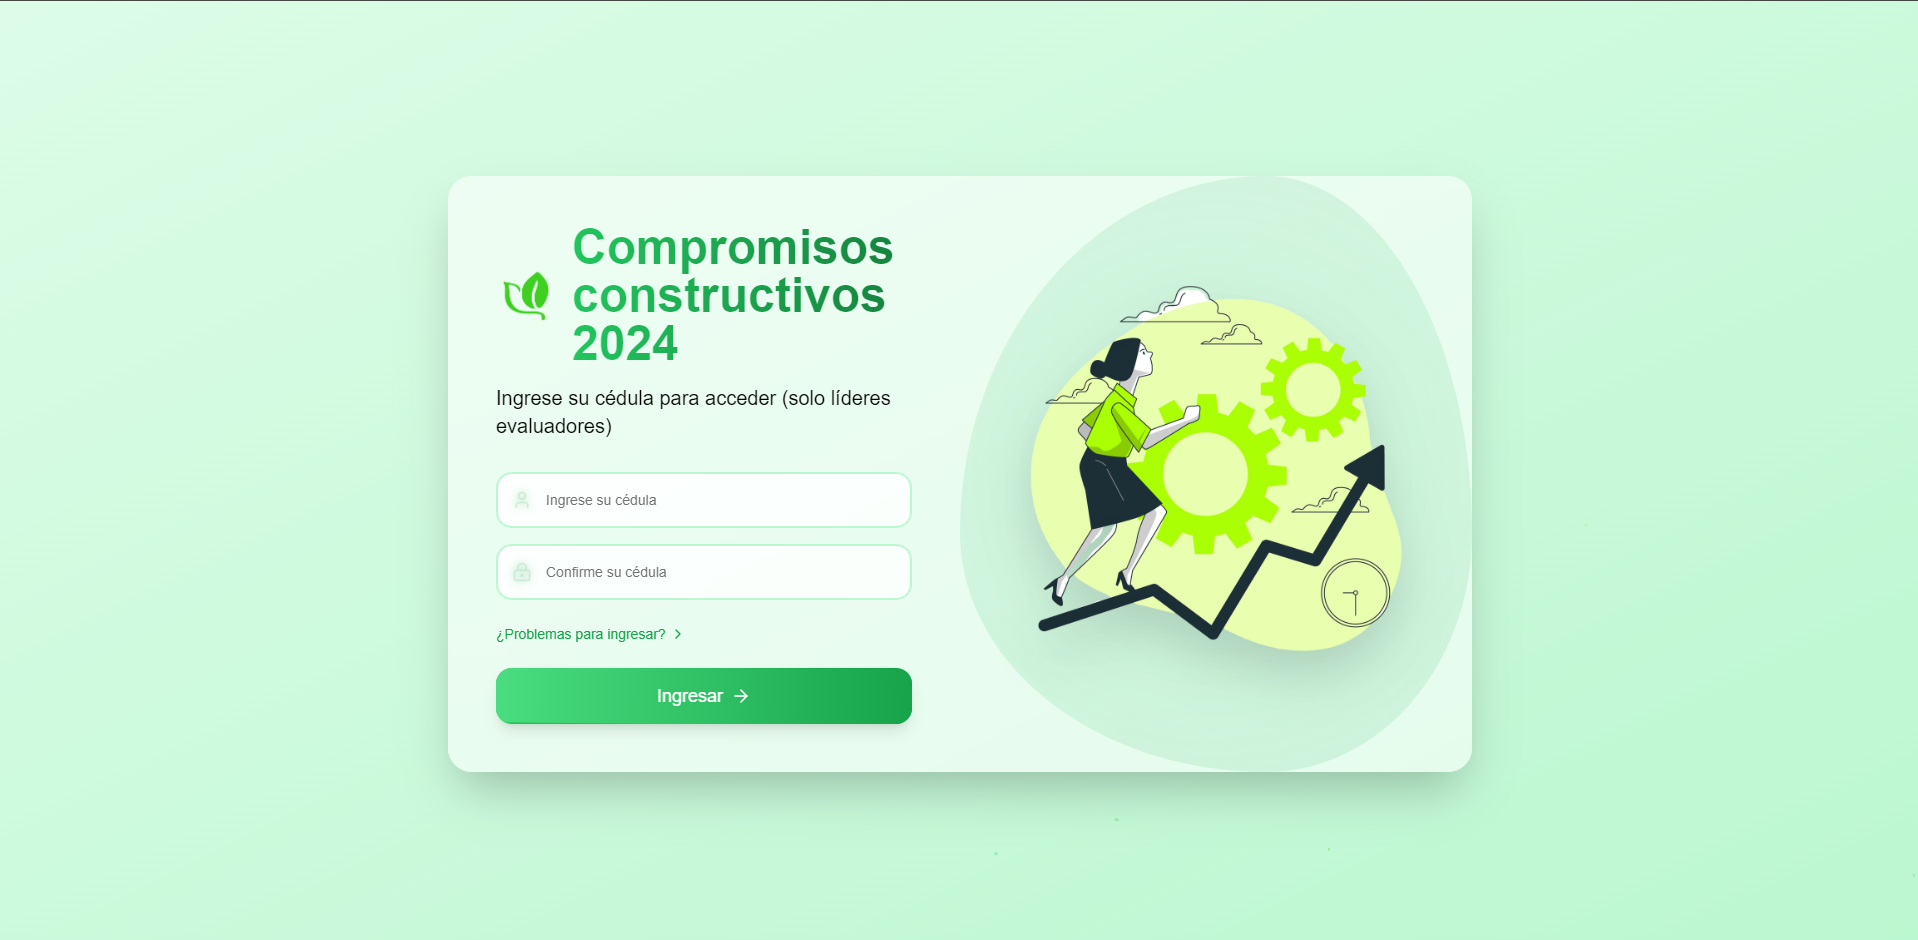 Compromisos
constructivos
2024
Ingrese su cédula para acceder (solo líderes
evaluadores)
Ingrese su cédula
Confirme su cédula
¿Problemas para ingresar?
Ingresar